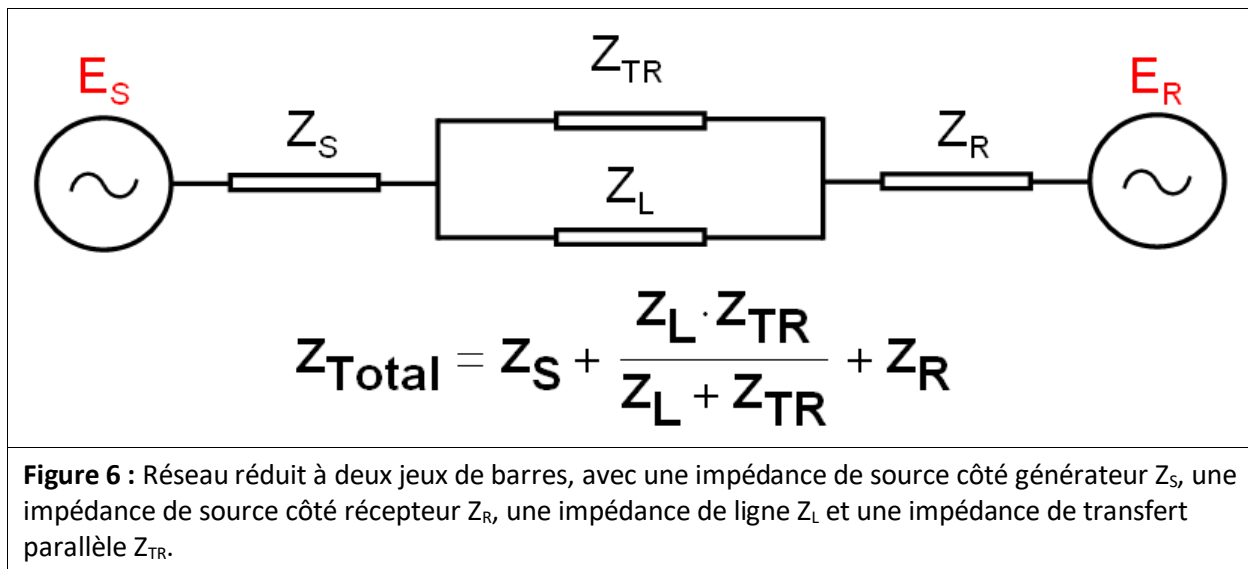 Z_TR
E_S
E_R
Z_S
Z_R
Z_L
Z_Total = Z_S + (Z_L · Z_TR) / (Z_L + Z_TR) + Z_R
Figure 6 : Réseau réduit à deux jeux de barres, avec une impédance de source côté générateur Z_S, une
impédance de source côté récepteur Z_R, une impédance de ligne Z_L et une impédance de transfert
parallèle Z_TR.